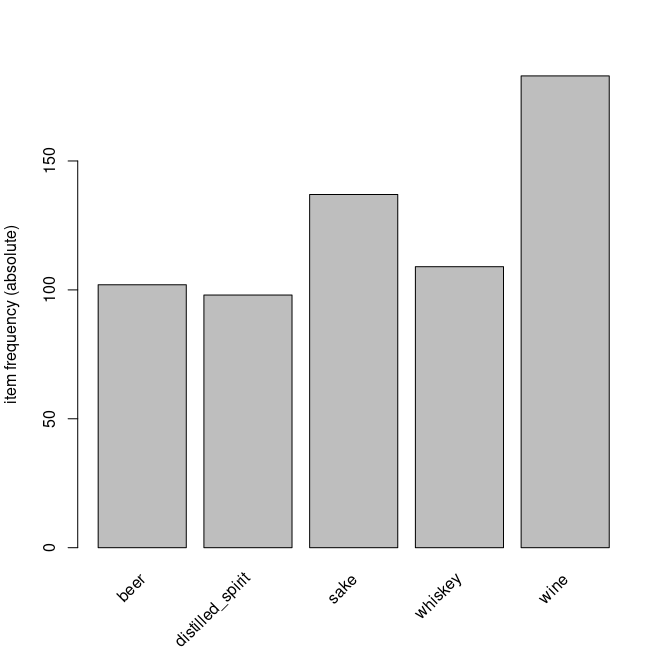 item frequency (absolute)
150
100
50
0
beer
distilled_spirit
sake
whiskey
wine